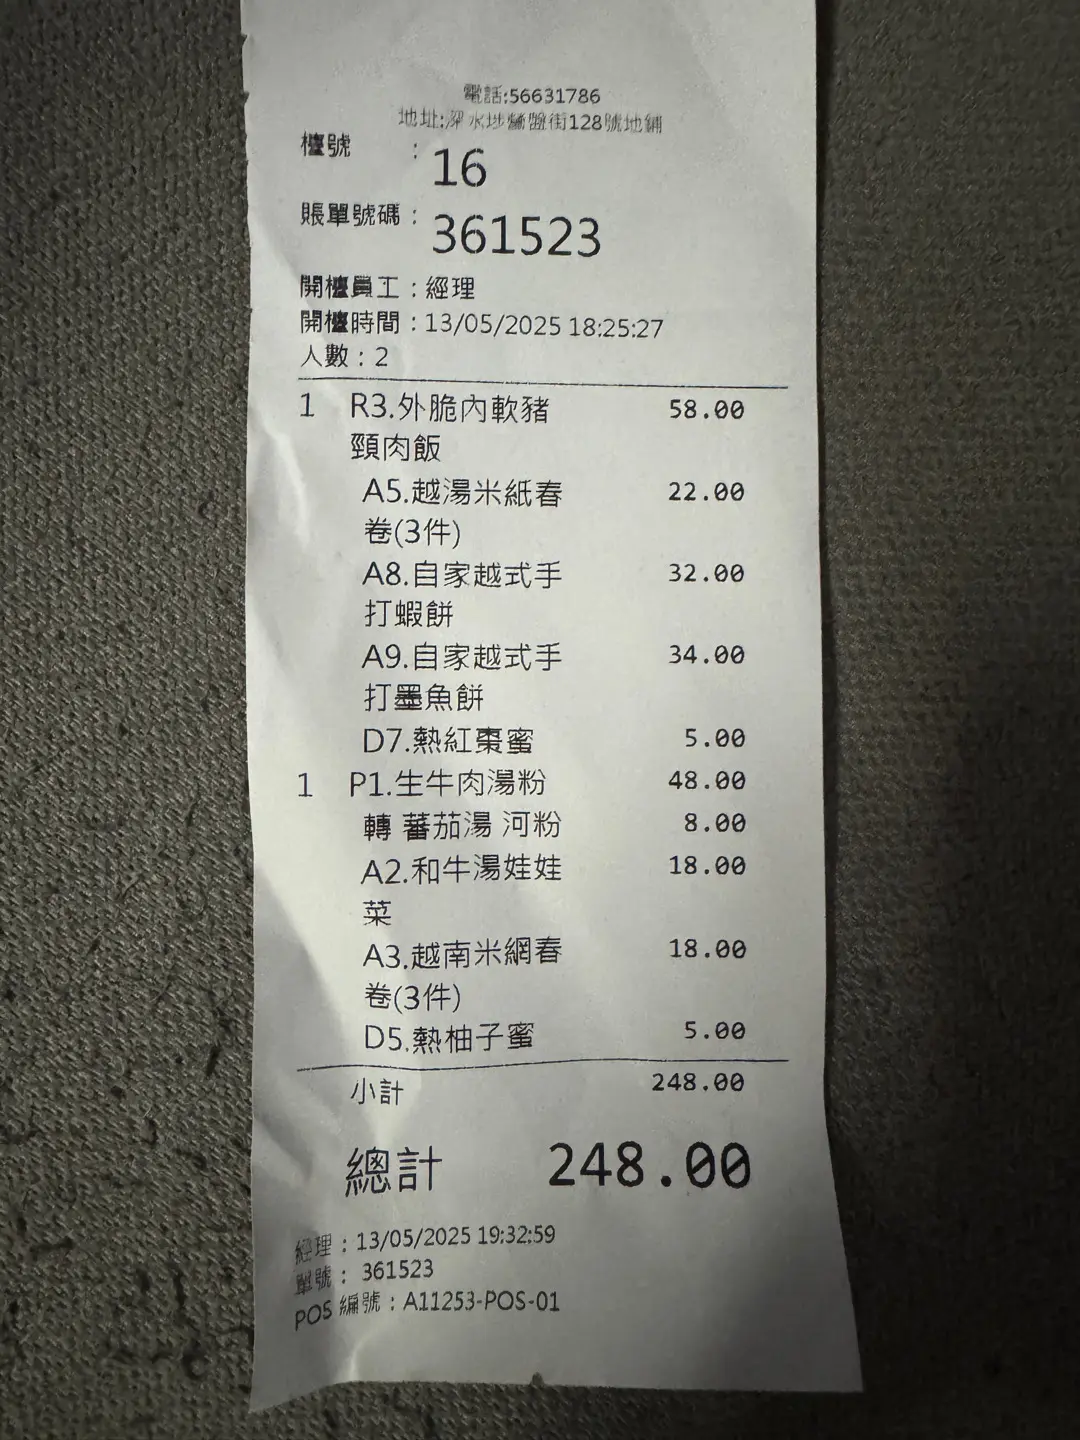 電話:56631786
地址:深水埗醫局街128號地鋪
檯號 : 16
賬單號碼 : 361523
開檯員工 : 經理
開檯時間 : 13/05/2025 18:25:27
人數 : 2
1 R3.外脆內軟豬 58.00
頸肉飯
A5.越湯米紙春 22.00
卷(3件)
A8.自家越式手 32.00
打蝦餅
A9.自家越式手 34.00
打墨魚餅
D7.熱紅棗蜜 5.00
1 P1.生牛肉湯粉 48.00
轉 蕃茄湯 河粉 8.00
A2.和牛湯娃娃 18.00
菜
A3.越南米網春 18.00
卷(3件)
D5.熱柚子蜜 5.00
小計 248.00
總計 248.00
經理 : 13/05/2025 19:32:59
單號 : 361523
POS 編號 : A11253-POS-01